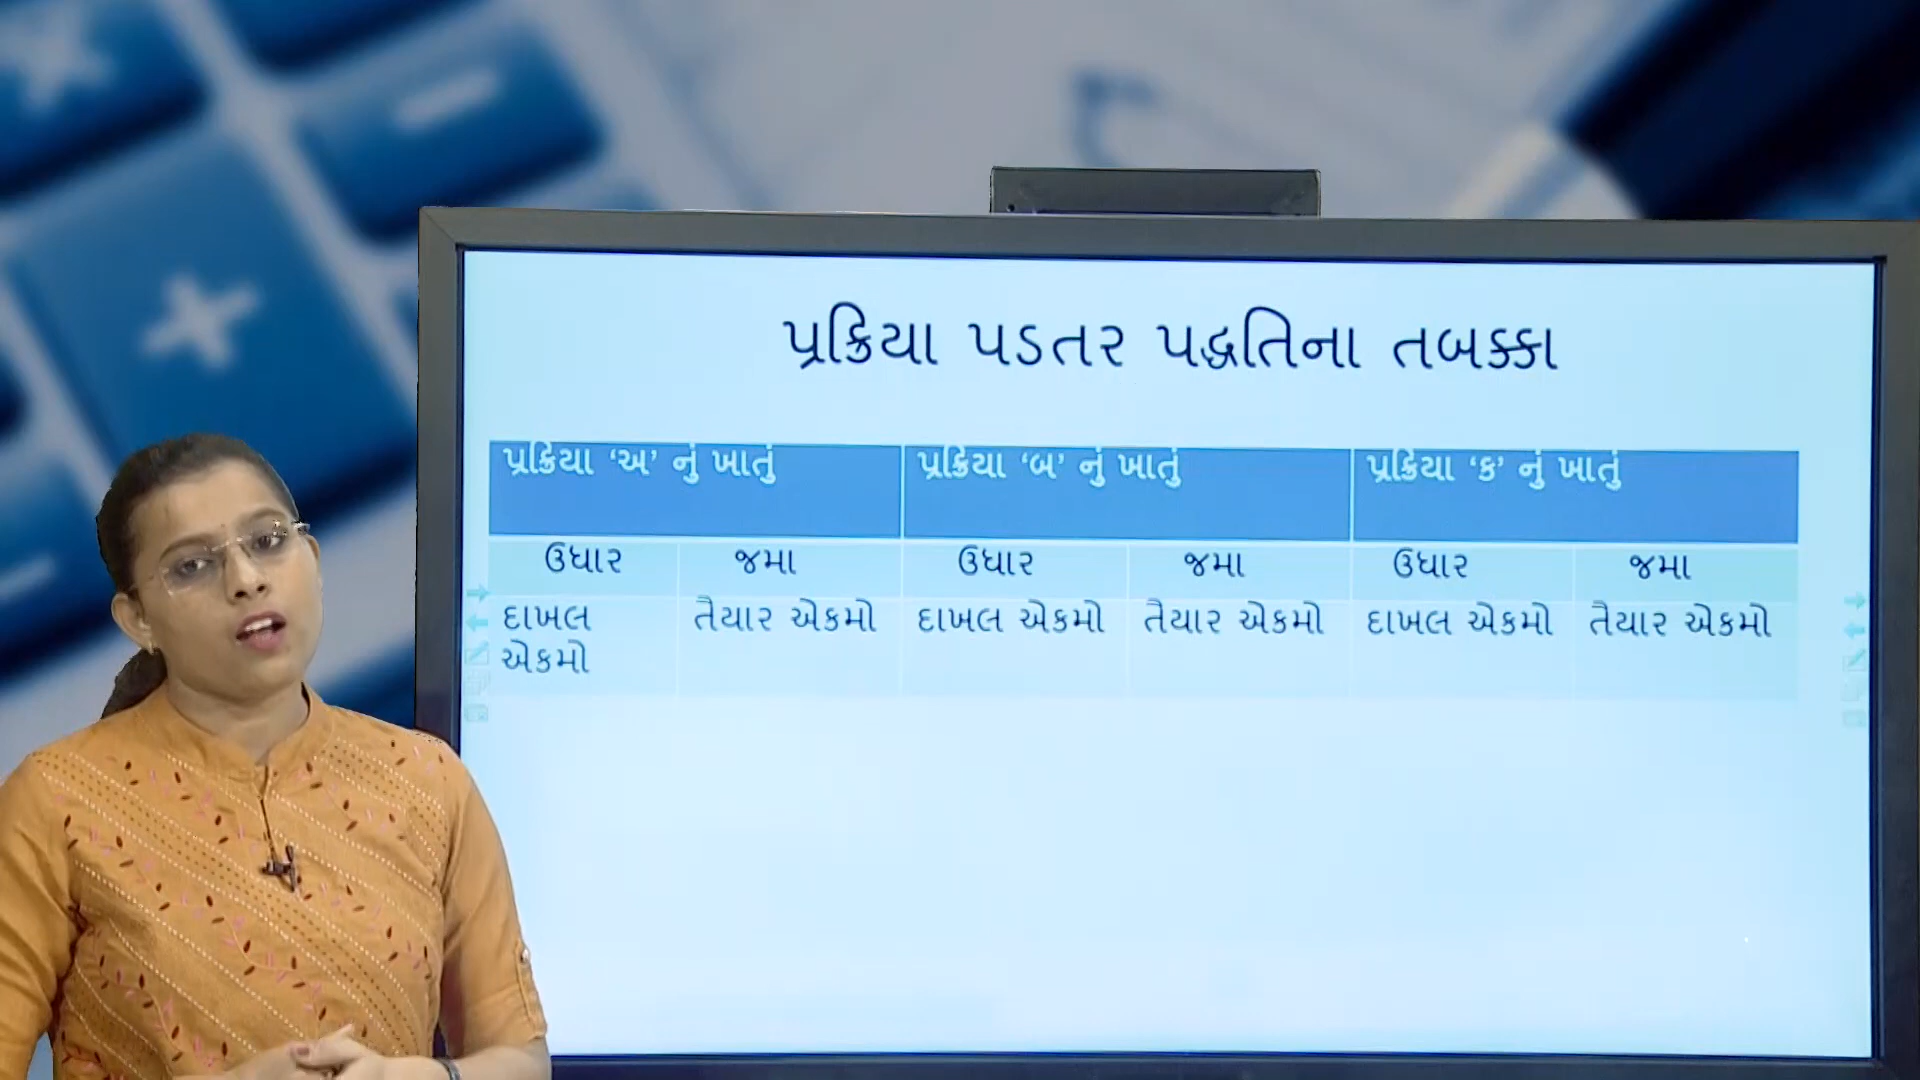 પ્રક્રિયા પડતર પદ્ધતિના તબક્કા
પ્રક્રિયા ‘અ’ નું ખાતું પ્રક્રિયા ‘બ’ નું ખાતું પ્રક્રિયા ‘ક’ નું ખાતું
ઉધાર જમા ઉધાર જમા ઉધાર જમા
દાખલ એકમો તૈયાર એકમો દાખલ એકમો તૈયાર એકમો દાખલ એકમો તૈયાર એકમો